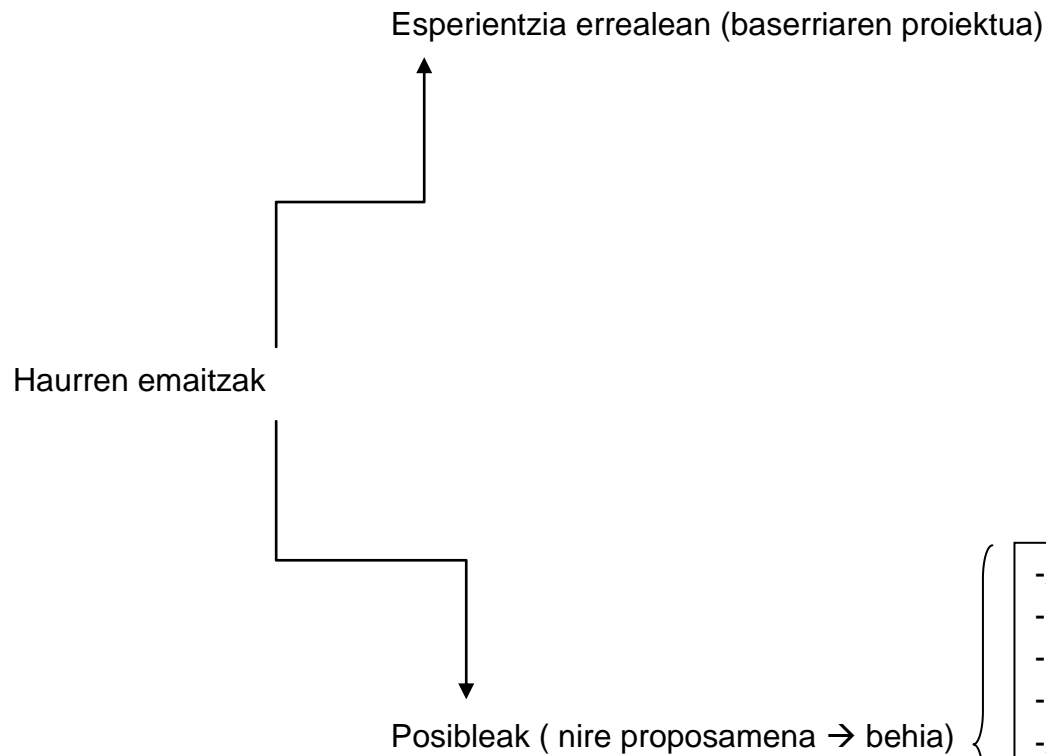 Esperientzia errealean (baserriaren proiektua)
Haurren emaitzak
Posibleak ( nire proposamena → behia)
-
-
-
-
-